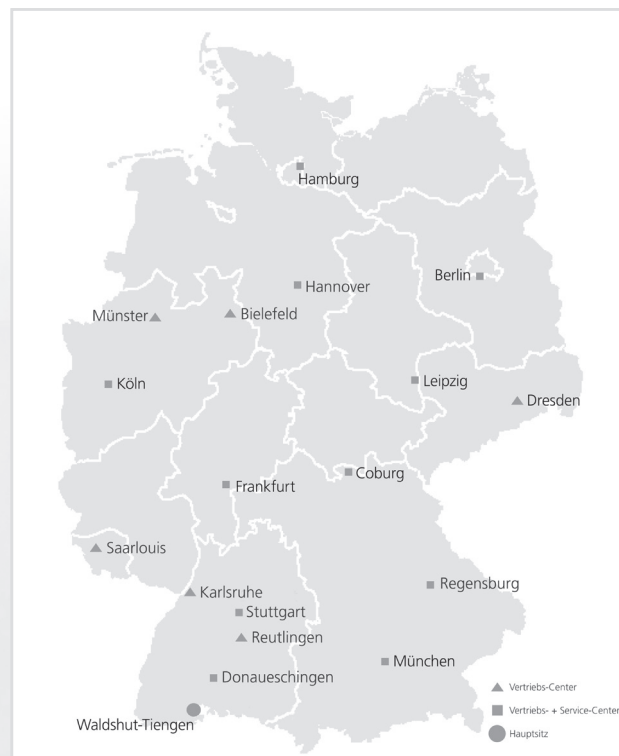 Hamburg
Berlin
Hannover
Münster
Bielefeld
Köln
Leipzig
Dresden
Coburg
Frankfurt
Saarlouis
Karlsruhe
Regensburg
Stuttgart
Reutlingen
München
Donaueschingen
Waldshut-Tiengen
Vertriebs-Center
Vertriebs- + Service-Center
Hauptsitz